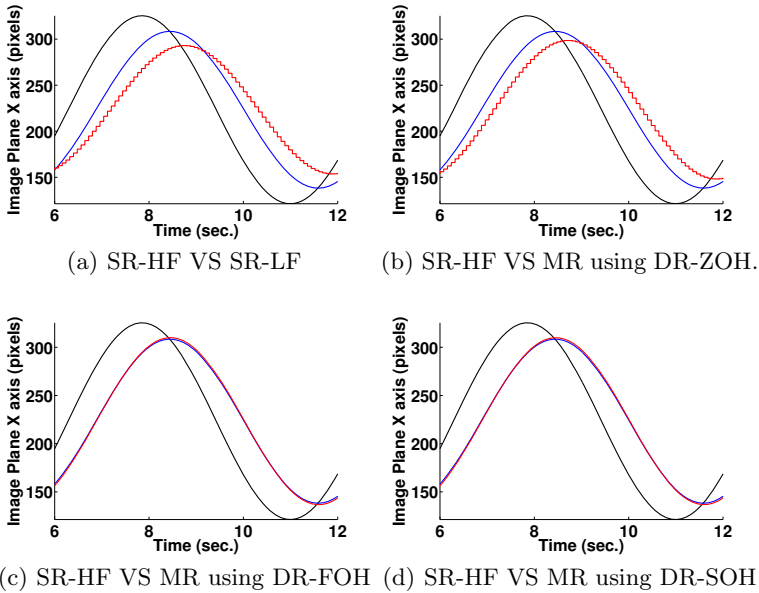 Image Plane X axis (pixels)
300
250
200
150
6 8 10 12
Time (sec.)
(a) SR-HF VS SR-LF
Image Plane X axis (pixels)
300
250
200
150
6 8 10 12
Time (sec.)
(b) SR-HF VS MR using DR-ZOH.
Image Plane X axis (pixels)
300
250
200
150
6 8 10 12
Time (sec.)
(c) SR-HF VS MR using DR-FOH
Image Plane X axis (pixels)
300
250
200
150
6 8 10 12
Time (sec.)
(d) SR-HF VS MR using DR-SOH